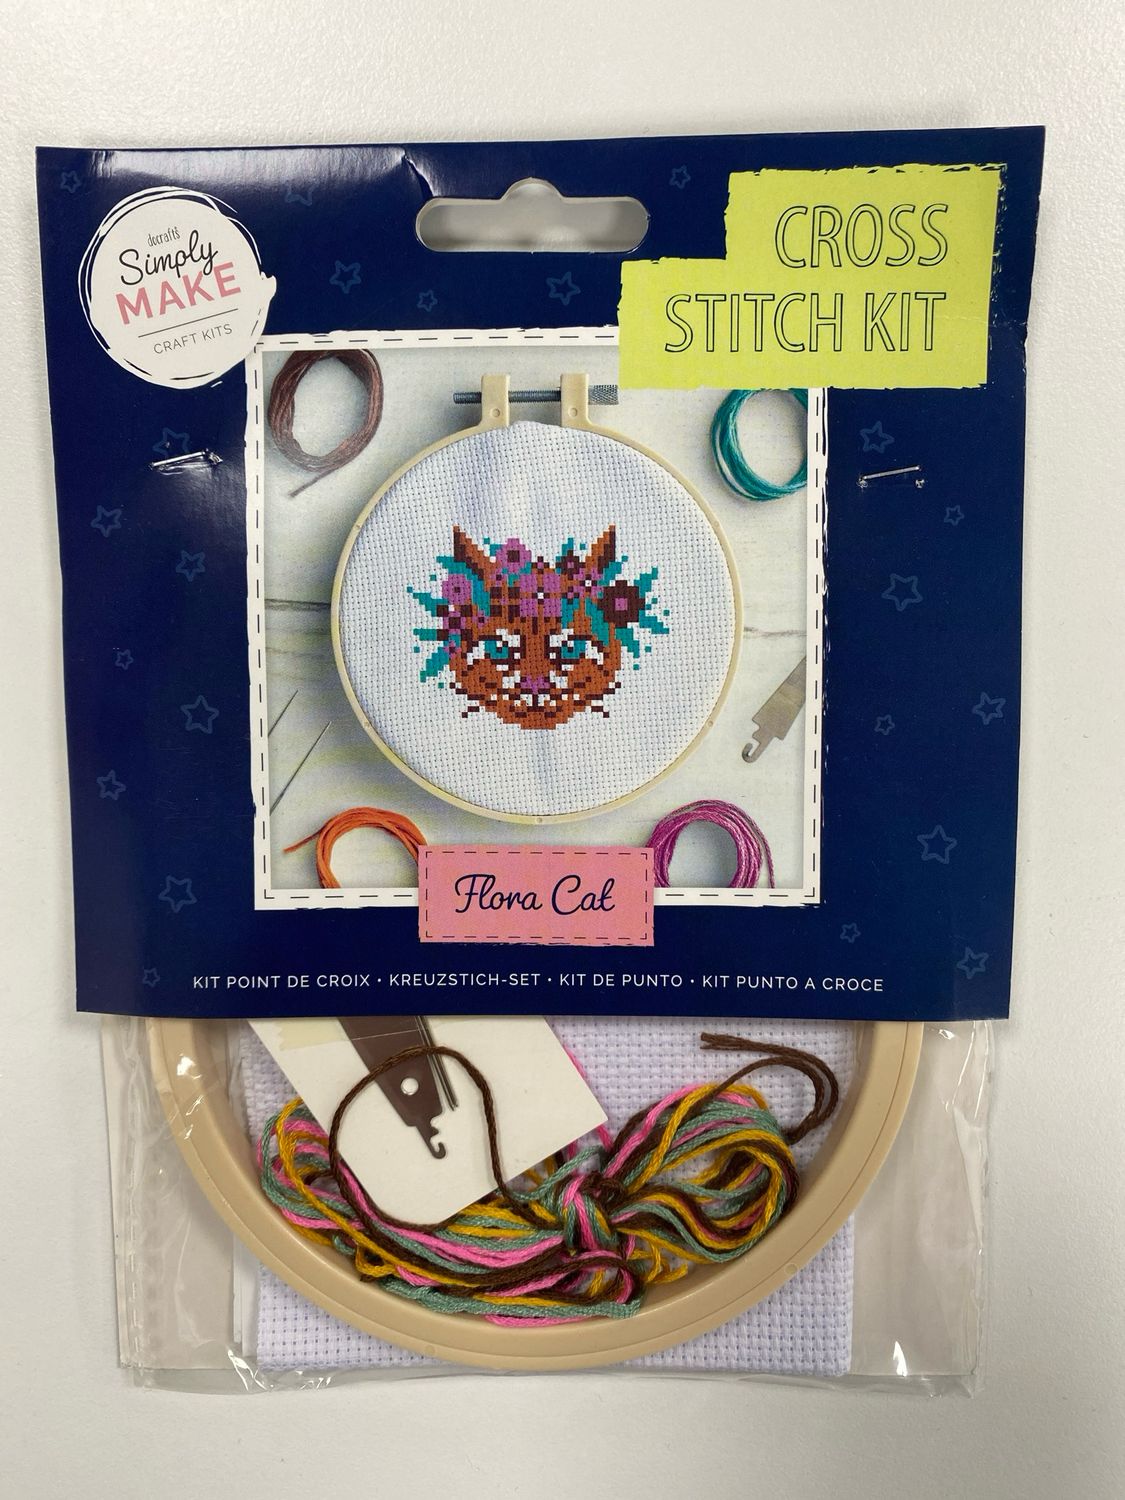 docrafts
Simply
MAKE
CRAFT KITS
CROSS
STITCH KIT
Flora Cat
KIT POINT DE CROIX • KREUZSTICH-SET • KIT DE PUNTO • KIT PUNTO A CROCE